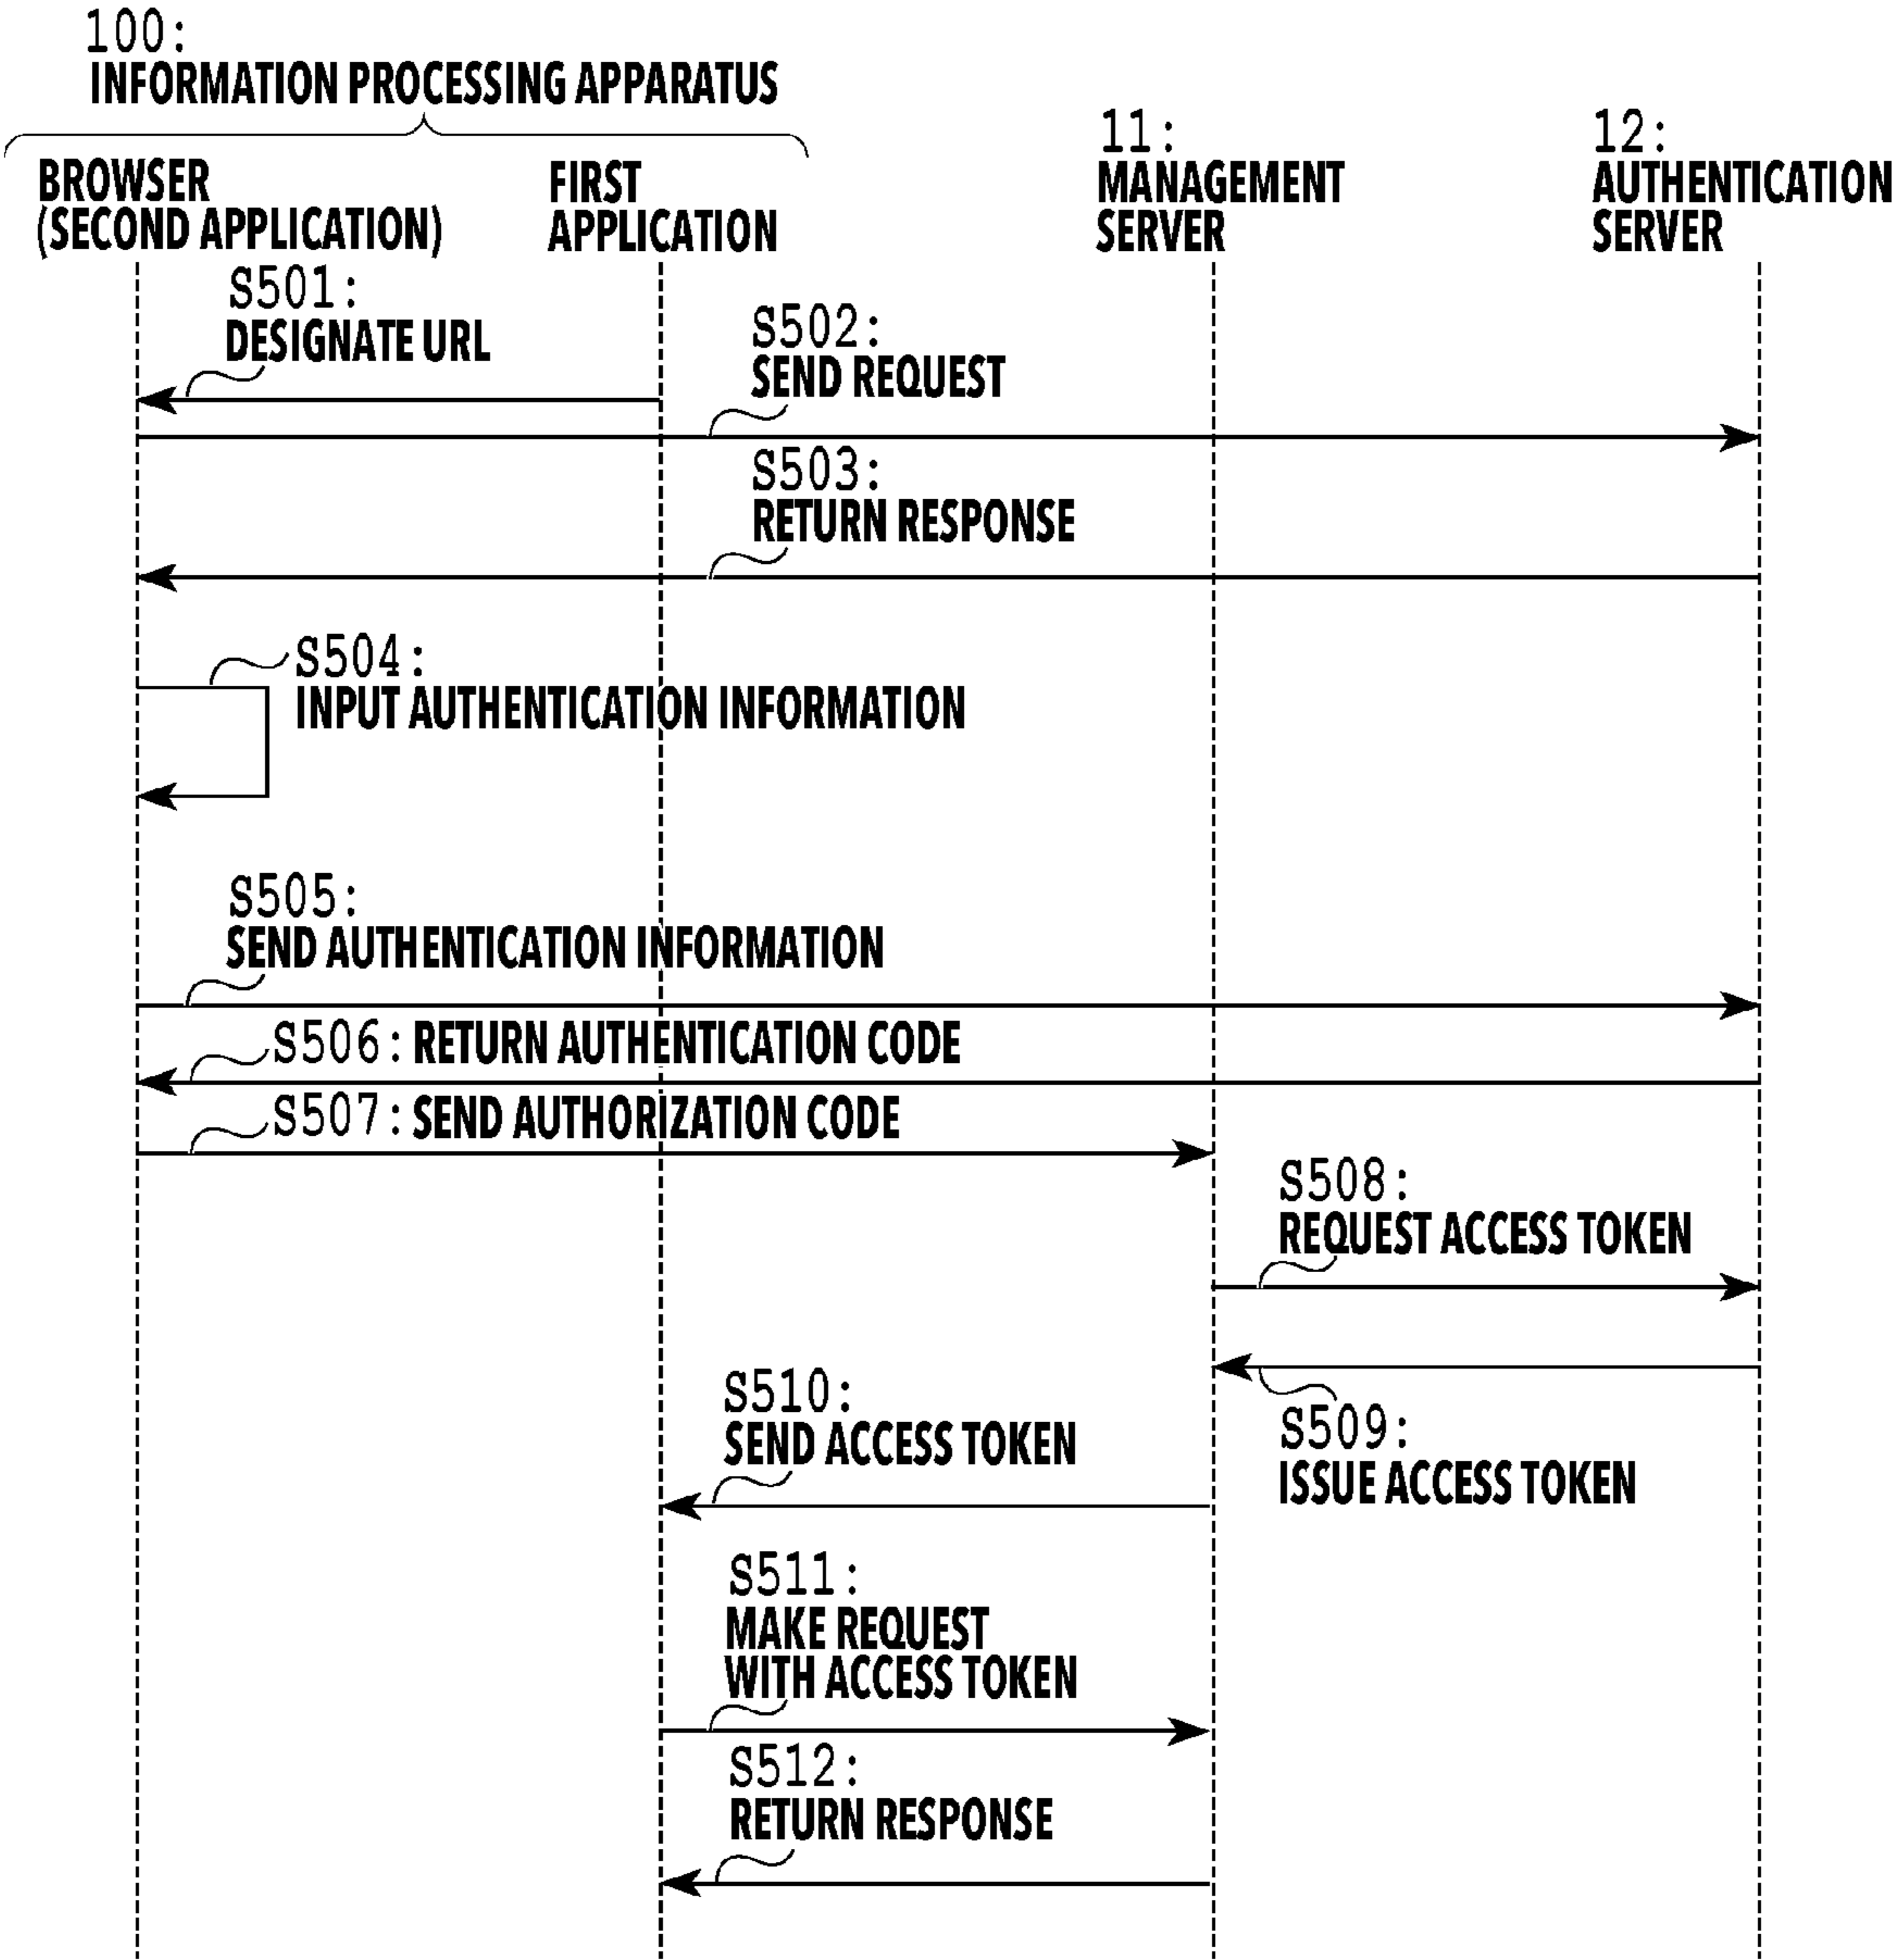 100:
INFORMATION PROCESSING APPARATUS
BROWSER
(SECOND APPLICATION)
FIRST
APPLICATION
11:
MANAGEMENT
SERVER
12:
AUTHENTICATION
SERVER
S501:
DESIGNATE URL
S502:
SEND REQUEST
S503:
RETURN RESPONSE
S504:
INPUT AUTHENTICATION INFORMATION
S505:
SEND AUTHENTICATION INFORMATION
S506: RETURN AUTHENTICATION CODE
S507: SEND AUTHORIZATION CODE
S508:
REQUEST ACCESS TOKEN
S509:
ISSUE ACCESS TOKEN
S510:
SEND ACCESS TOKEN
S511:
MAKE REQUEST
WITH ACCESS TOKEN
S512:
RETURN RESPONSE